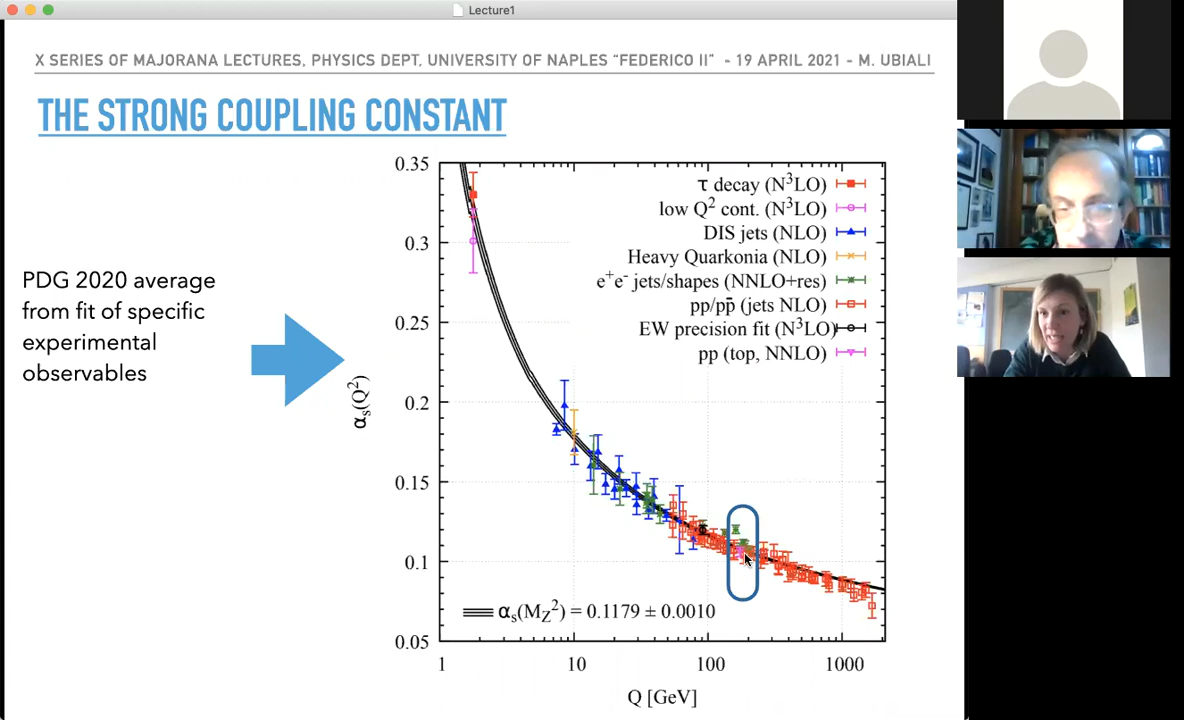 Lecture1
X SERIES OF MAJORANA LECTURES, PHYSICS DEPT, UNIVERSITY OF NAPLES “FEDERICO II” - 19 APRIL 2021 - M. UBIALI
THE STRONG COUPLING CONSTANT
PDG 2020 average
from fit of specific
experimental
observables
0.35
0.3
0.25
0.2
0.15
0.1
0.05
αs(Q²)
τ decay (N³LO)
low Q² cont. (N³LO)
DIS jets (NLO)
Heavy Quarkonia (NLO)
e⁺e⁻ jets/shapes (NNLO+res)
pp/pp̄ (jets NLO)
EW precision fit (N³LO)
pp (top, NNLO)
αs(MZ²) = 0.1179 ± 0.0010
1 10 100 1000
Q [GeV]